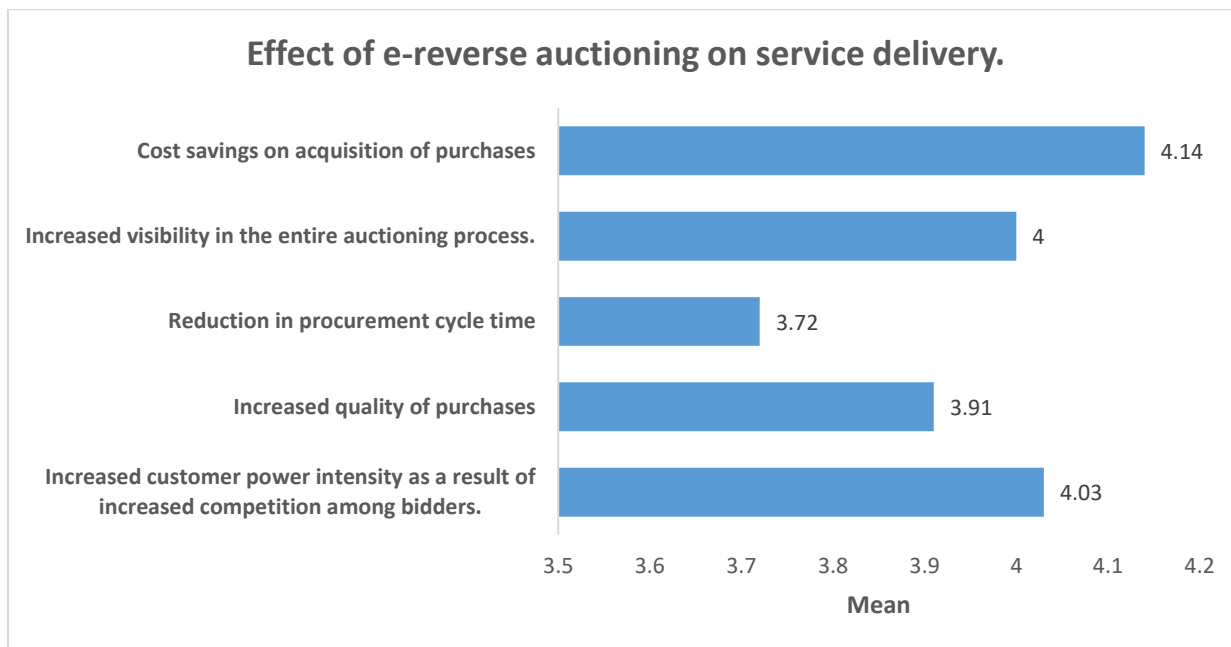 Effect of e-reverse auctioning on service delivery.
Cost savings on acquisition of purchases
4.14
Increased visibility in the entire auctioning process.
4
Reduction in procurement cycle time
3.72
Increased quality of purchases
3.91
Increased customer power intensity as a result of
increased competition among bidders.
4.03
3.5 3.6 3.7 3.8 3.9 4 4.1 4.2
Mean